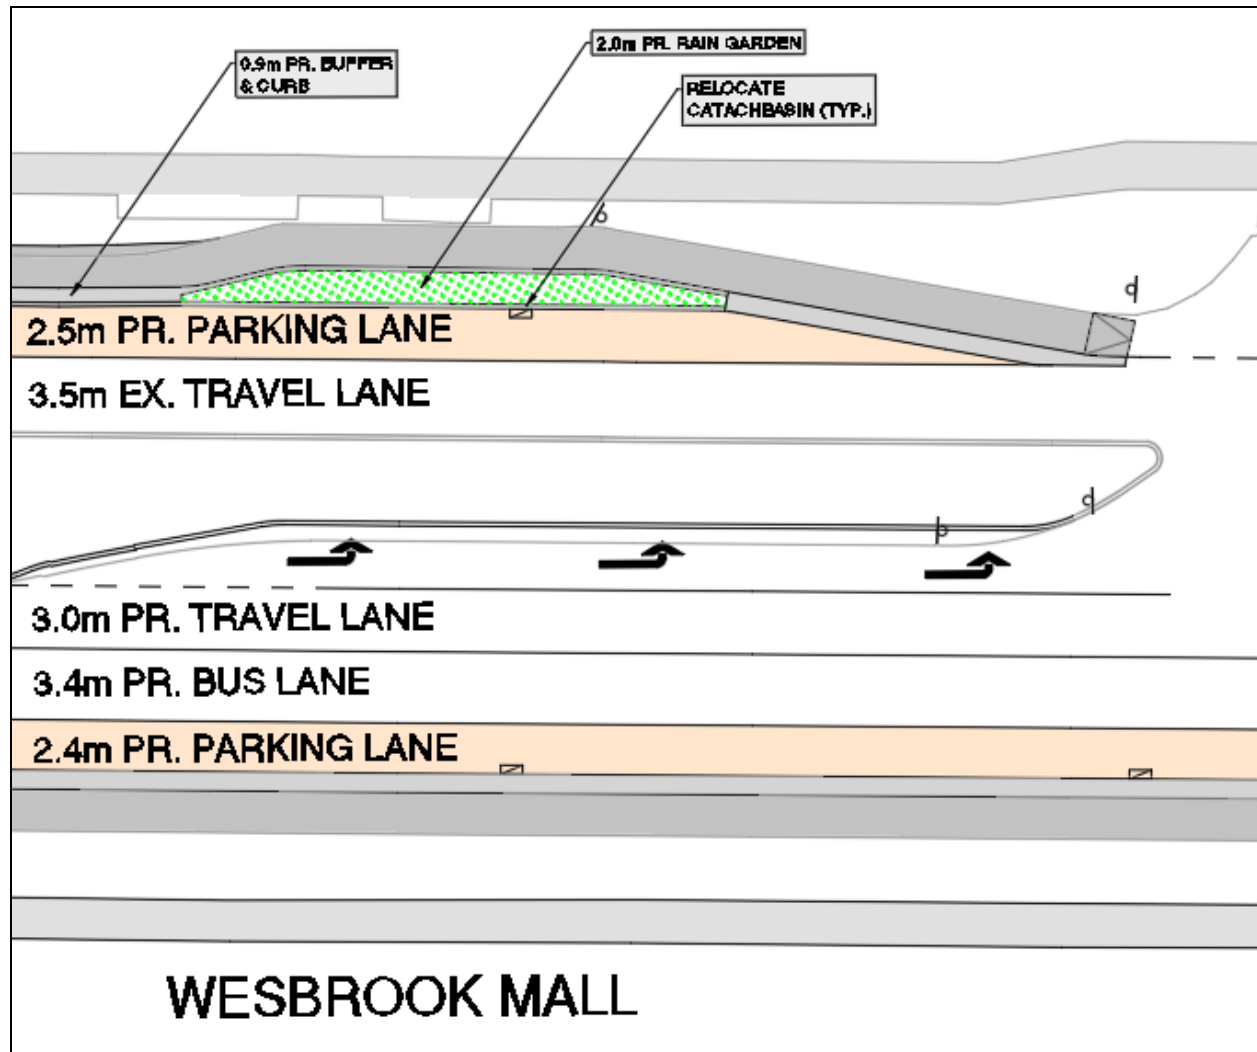 2.0m PR. RAIN GARDEN
0.9m PR. BUFFER
& CURB
RELOCATE
CATACHBASIN (TYP.)
2.5m PR. PARKING LANE
3.5m EX. TRAVEL LANE
3.0m PR. TRAVEL LANE
3.4m PR. BUS LANE
2.4m PR. PARKING LANE
WESBROOK MALL